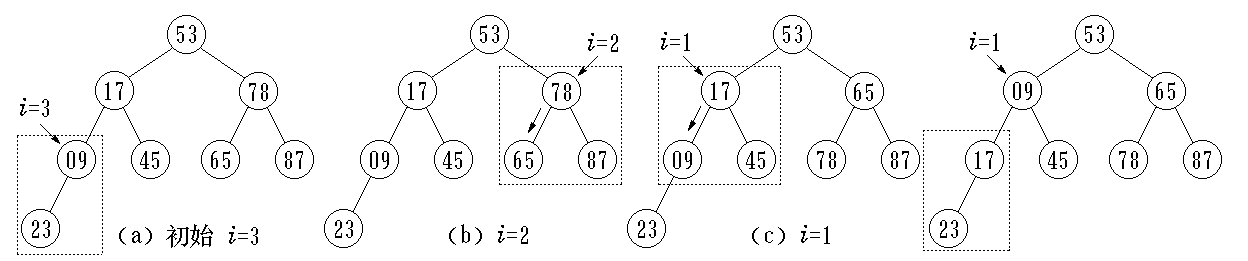 53
17 78
i=3
09 45 65 87
23
(a) 初始 i=3
53
i=2
17 78
09 45 65 87
23
(b) i=2
53
i=1
17 65
09 45 78 87
23
(c) i=1
53
i=1
09 65
17 45 78 87
23